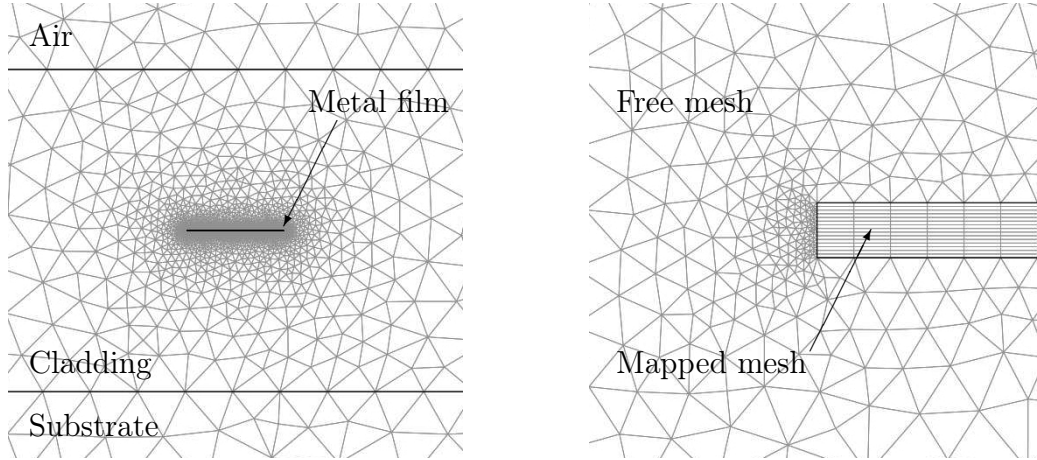 Air
Metal film
Cladding
Substrate
Free mesh
Mapped mesh